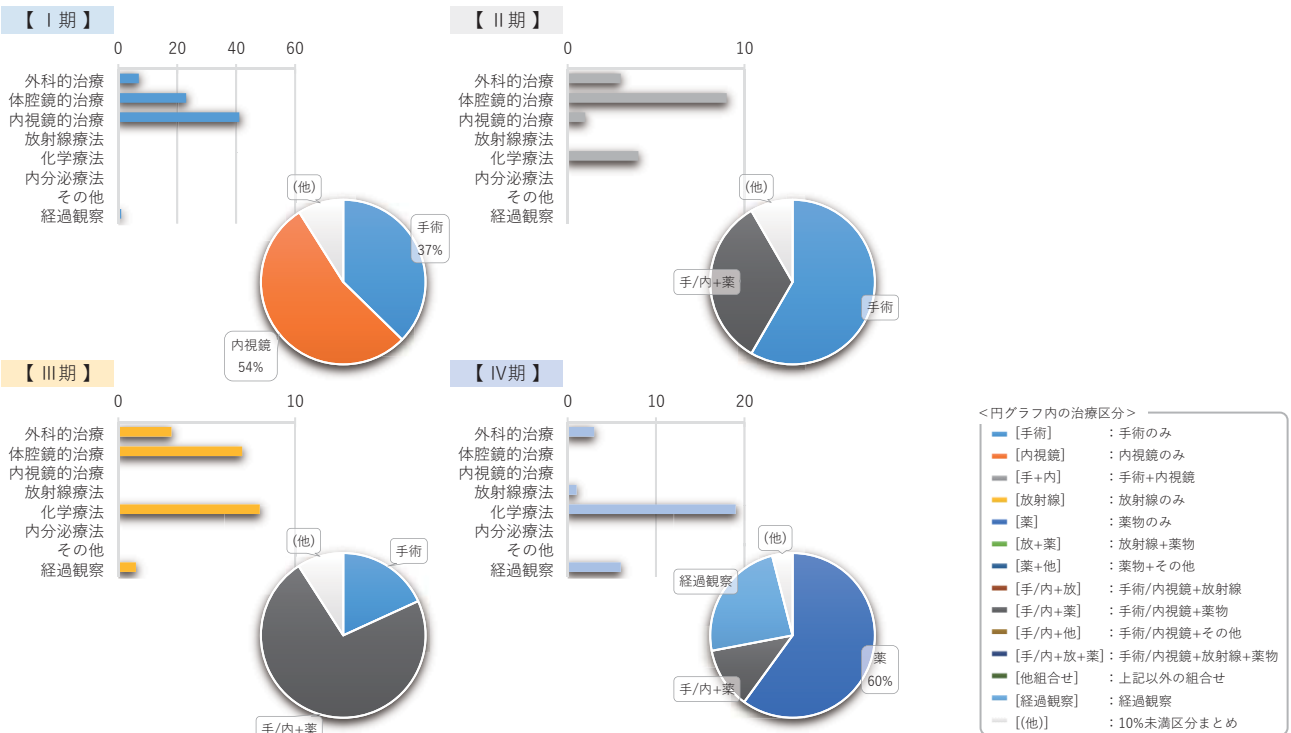 【 Ⅰ期 】
0 20 40 60
外科的治療
体腔鏡的治療
内視鏡的治療
放射線療法
化学療法
内分泌療法
その他
経過観察
(他)
手術
37%
内視鏡
54%
【 II期 】
0 10
外科的治療
体腔鏡的治療
内視鏡的治療
放射線療法
化学療法
内分泌療法
その他
経過観察
(他)
手/内+薬
手術
【 III期 】
0 10
外科的治療
体腔鏡的治療
内視鏡的治療
放射線療法
化学療法
内分泌療法
その他
経過観察
(他)
手術
手/内+薬
【 IV期 】
0 10 20
外科的治療
体腔鏡的治療
内視鏡的治療
放射線療法
化学療法
内分泌療法
その他
経過観察
(他)
経過観察
手/内+薬
薬
60%
<円グラフ内の治療区分>
[手術] ：手術のみ
[内視鏡] ：内視鏡のみ
[手+内] ：手術+内視鏡
[放射線] ：放射線のみ
[薬] ：薬物のみ
[放+薬] ：放射線+薬物
[薬+他] ：薬物+その他
[手/内+放] ：手術/内視鏡+放射線
[手/内+薬] ：手術/内視鏡+薬物
[手/内+他] ：手術/内視鏡+その他
[手/内+放+薬]：手術/内視鏡+放射線+薬物
[他組合せ] ：上記以外の組合せ
[経過観察] ：経過観察
[(他)] ：10%未満区分まとめ